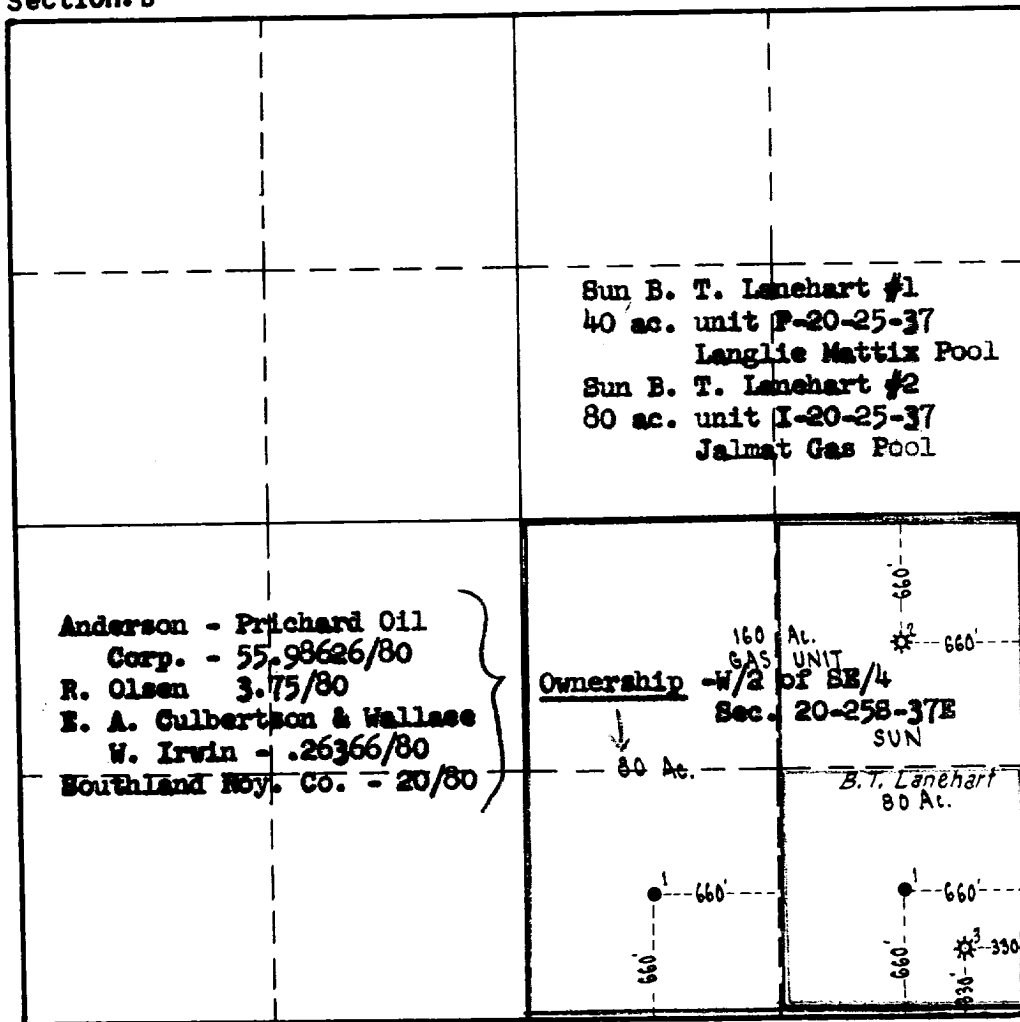 Section.s
Sun B. T. Lanehart #1
40 ac. unit P-20-25-37
Langlie Mattix Pool
Sun B. T. Lanehart #2
80 ac. unit I-20-25-37
Jalmat Gas Pool
Anderson - Prichard Oil
Corp. - 55.98626/80
R. Olsen 3.75/80
E. A. Culbertson & Wallace
W. Irwin - .26366/80
Southland Roy. Co. - 20/80
160 Ac.
GAS UNIT
Ownership -W/2 of SE/4
Sec. 20-25S-37E
SUN
80 Ac.
B.T. Lanehart
80 Ac.
660'
2
660'
1
660'
660'
1
660'
660'
3
330
330'